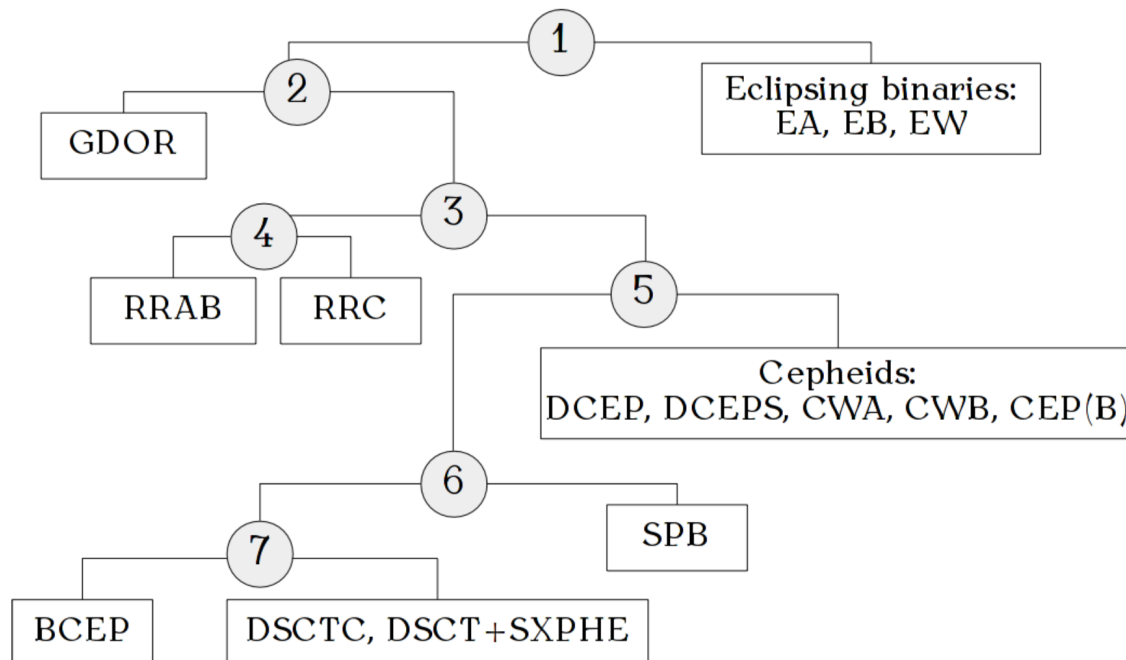 1
2
Eclipsing binaries:
EA, EB, EW
GDOR
3
4
RRAB
RRC
5
Cepheids:
DCEP, DCEPS, CWA, CWB, CEP(B)
6
SPB
7
BCEP
DSCTC, DSCT+SXPHE